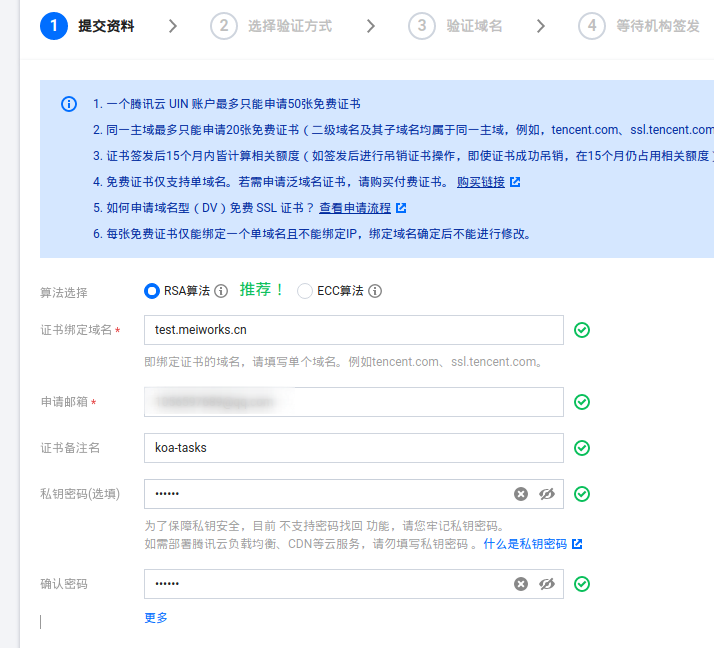 1 提交资料 2 选择验证方式 3 验证域名 4 等待机构签发
1. 一个腾讯云 UIN 账户最多只能申请50张免费证书
2. 同一主域最多只能申请20张免费证书（二级域名及其子域名均属于同一主域，例如，tencent.com、ssl.tencent.com
3. 证书签发后15个月内皆计算相关额度（如签发后进行吊销证书操作，即使证书成功吊销，在15个月仍占用相关额度）
4. 免费证书仅支持单域名。若需申请泛域名证书，请购买付费证书。 购买链接
5. 如何申请域名型（DV）免费 SSL 证书？ 查看申请流程
6. 每张免费证书仅能绑定一个单域名且不能绑定IP，绑定域名确定后不能进行修改。
算法选择 RSA算法 推荐！ ECC算法
证书绑定域名* test.meiworks.cn
即绑定证书的域名，请填写单个域名。例如tencent.com、ssl.tencent.com。
申请邮箱*
证书备注名 koa-tasks
私钥密码(选填) ••••••
为了保障私钥安全，目前 不支持密码找回 功能，请您牢记私钥密码。
如需部署腾讯云负载均衡、CDN等云服务，请勿填写私钥密码 。 什么是私钥密码
确认密码 ••••••
更多